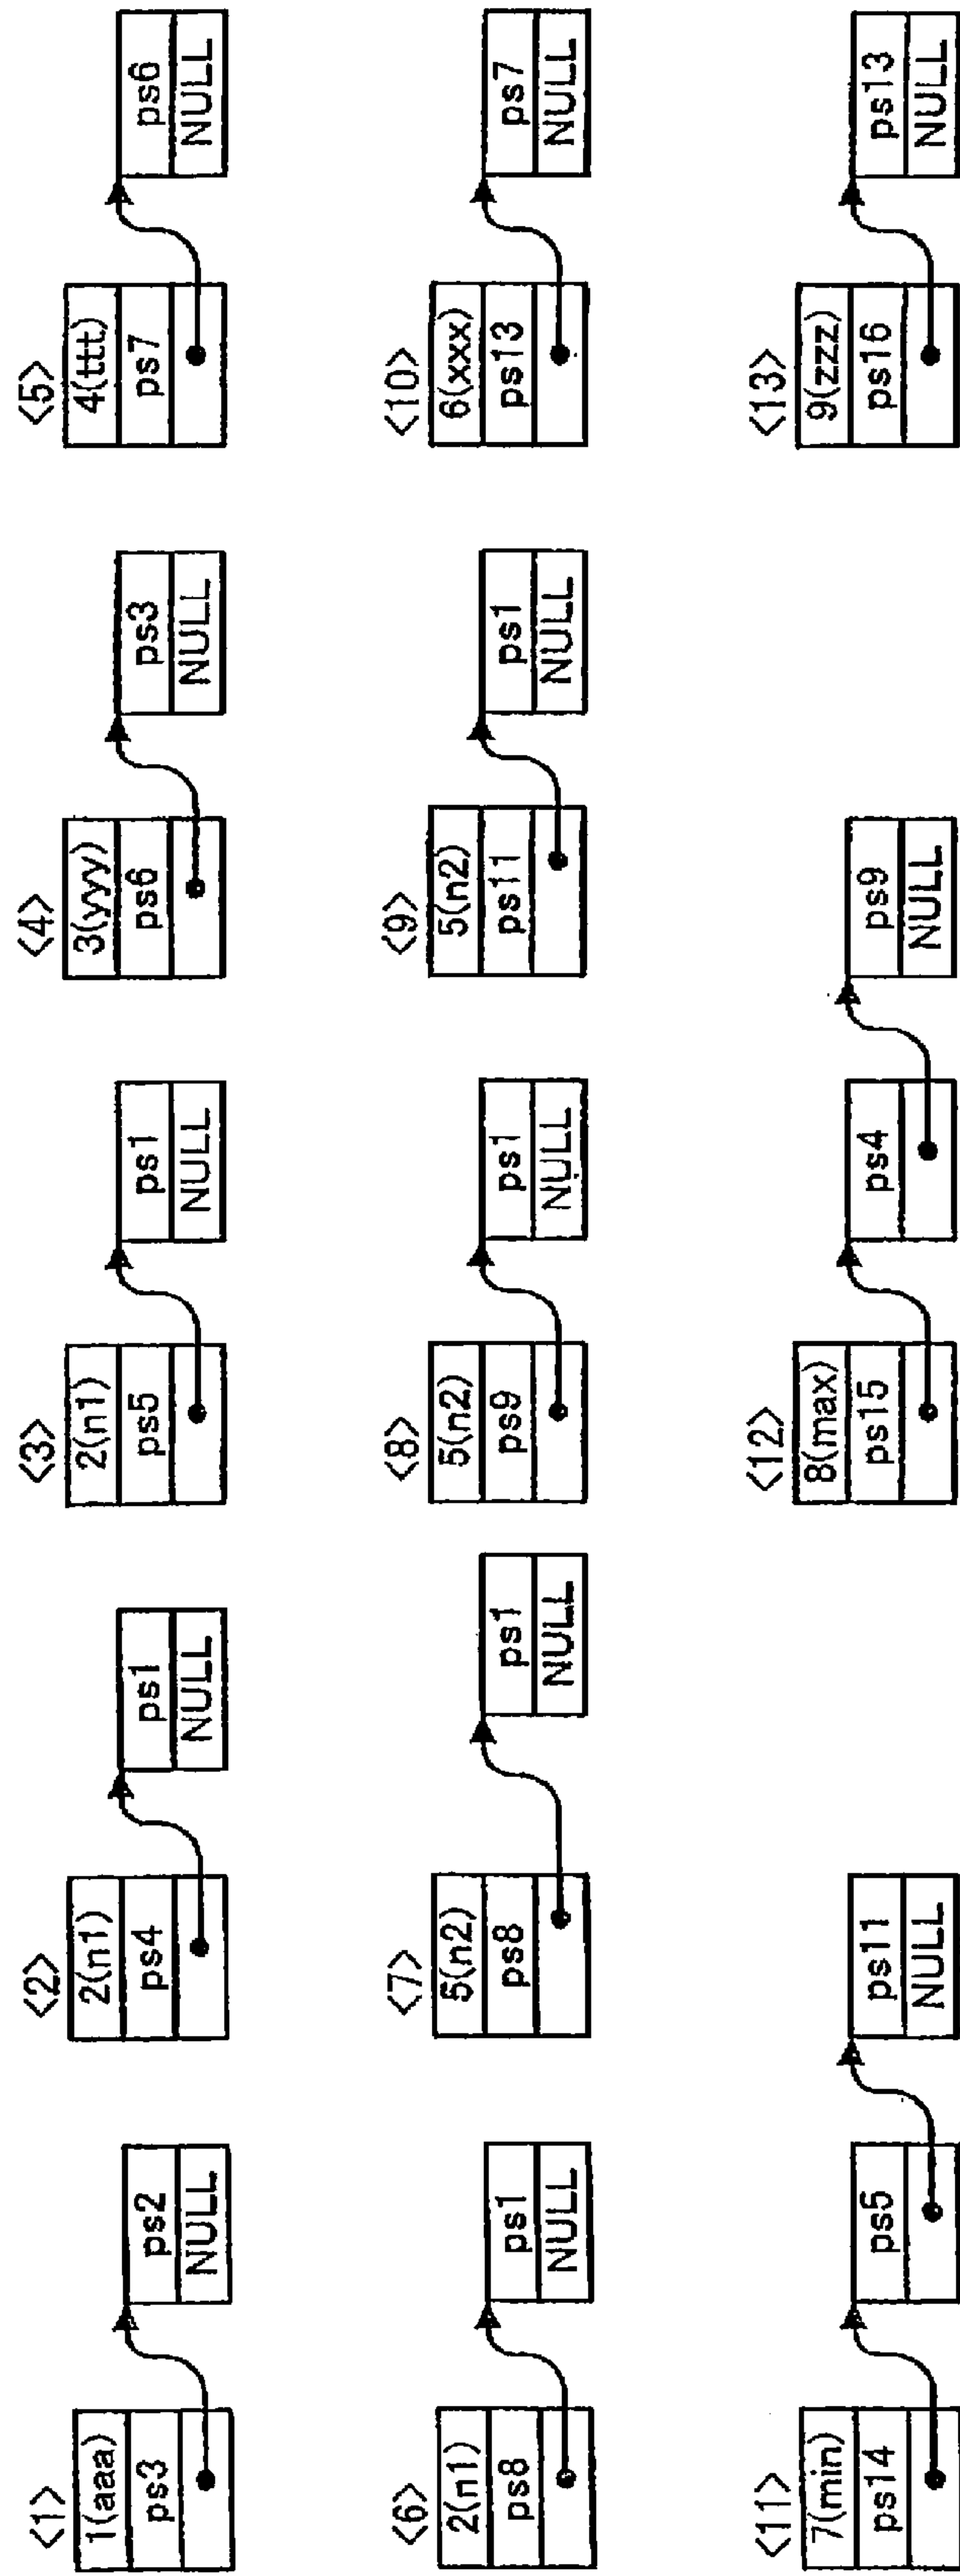 <1>
1(aaa)
ps3
ps2
NULL
<2>
2(n1)
ps4
ps1
NULL
<3>
2(n1)
ps5
ps1
NULL
<4>
3(yyy)
ps6
ps3
NULL
<5>
4(ttt)
ps7
ps6
NULL
<6>
2(n1)
ps8
ps1
NULL
<7>
5(n2)
ps8
ps1
NULL
<8>
5(n2)
ps9
ps1
NULL
<9>
5(n2)
ps11
ps1
NULL
<10>
6(xxx)
ps13
ps7
NULL
<11>
7(min)
ps14
ps5
ps11
NULL
<12>
8(max)
ps15
ps4
ps9
NULL
<13>
9(zzz)
ps16
ps13
NULL